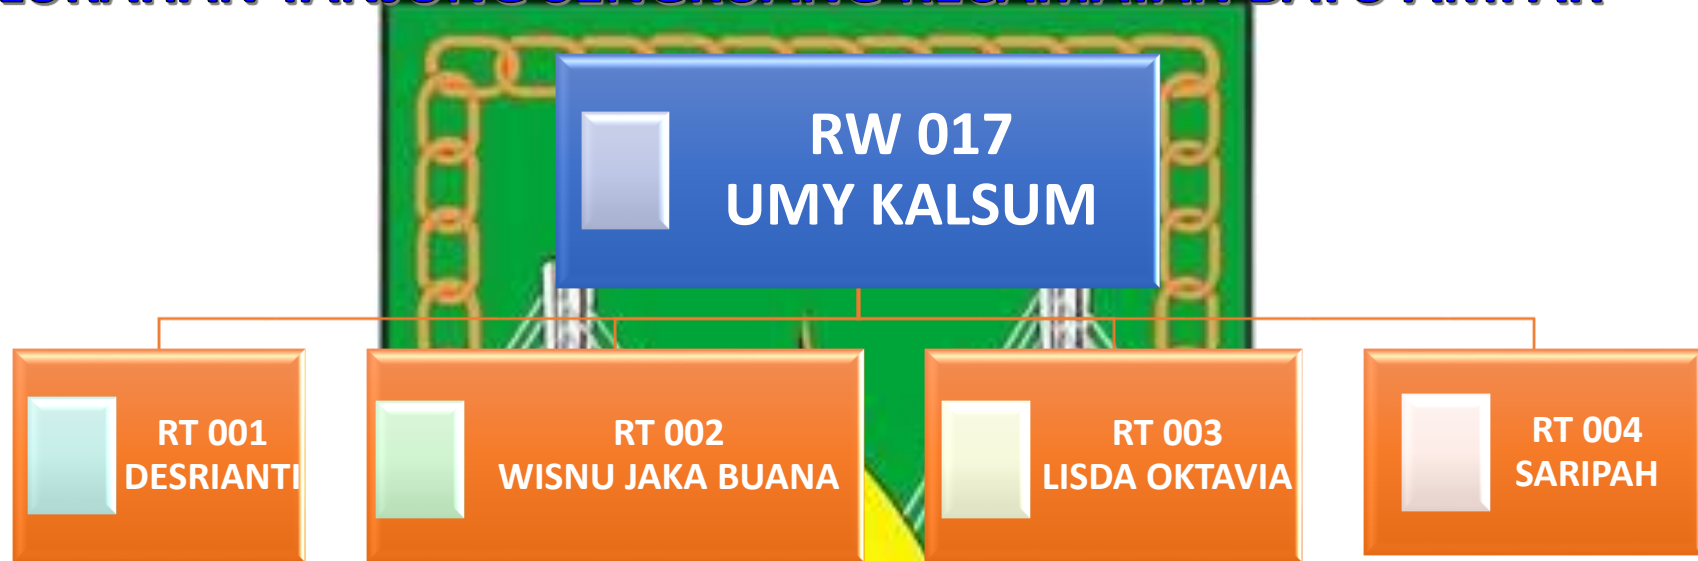 RW 017
UMY KALSUM
RT 001
DESRIANTI
RT 002
WISNU JAKA BUANA
RT 003
LISDA OKTAVIA
RT 004
SARIPAH